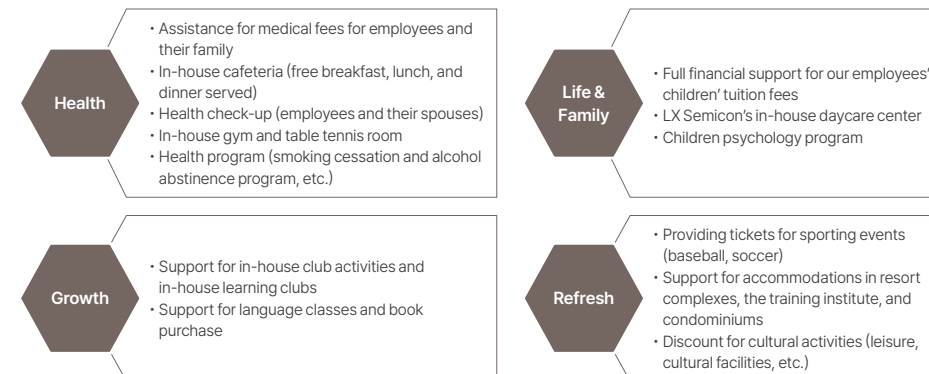 Health
· Assistance for medical fees for employees and
their family
· In-house cafeteria (free breakfast, lunch, and
dinner served)
· Health check-up (employees and their spouses)
· In-house gym and table tennis room
· Health program (smoking cessation and alcohol
abstinence program, etc.)
Life &
Family
· Full financial support for our employees'
children' tuition fees
· LX Semicon's in-house daycare center
· Children psychology program
Growth
· Support for in-house club activities and
in-house learning clubs
· Support for language classes and book
purchase
Refresh
· Providing tickets for sporting events
(baseball, soccer)
· Support for accommodations in resort
complexes, the training institute, and
condominiums
· Discount for cultural activities (leisure,
cultural facilities, etc.)